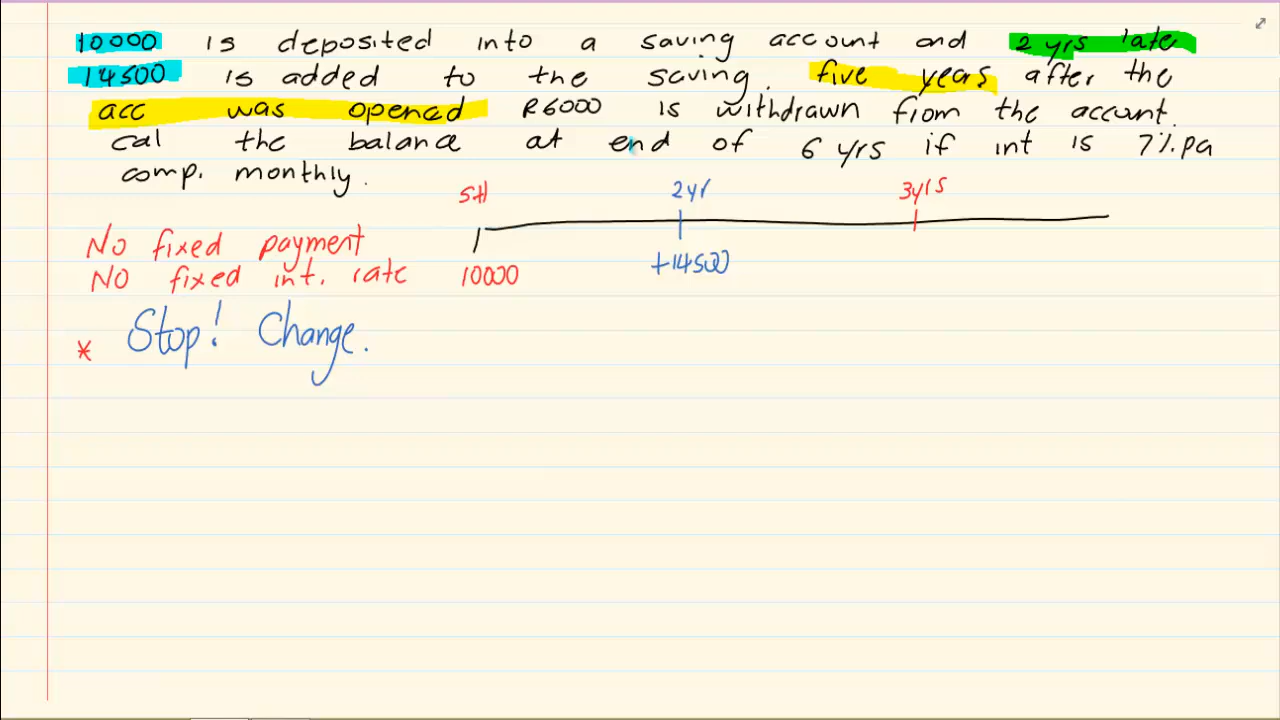 10000 is deposited into a saving account and 2 yrs late
14500 is added to the saving. five years after the
acc was opened R6000 is withdrawn from the account.
cal the balance at end of 6 yrs if int is 7%.pa
comp. monthly.
2yr
3yrs
No fixed payment
+14500
No fixed int. rate
10000
* Stop! Change.